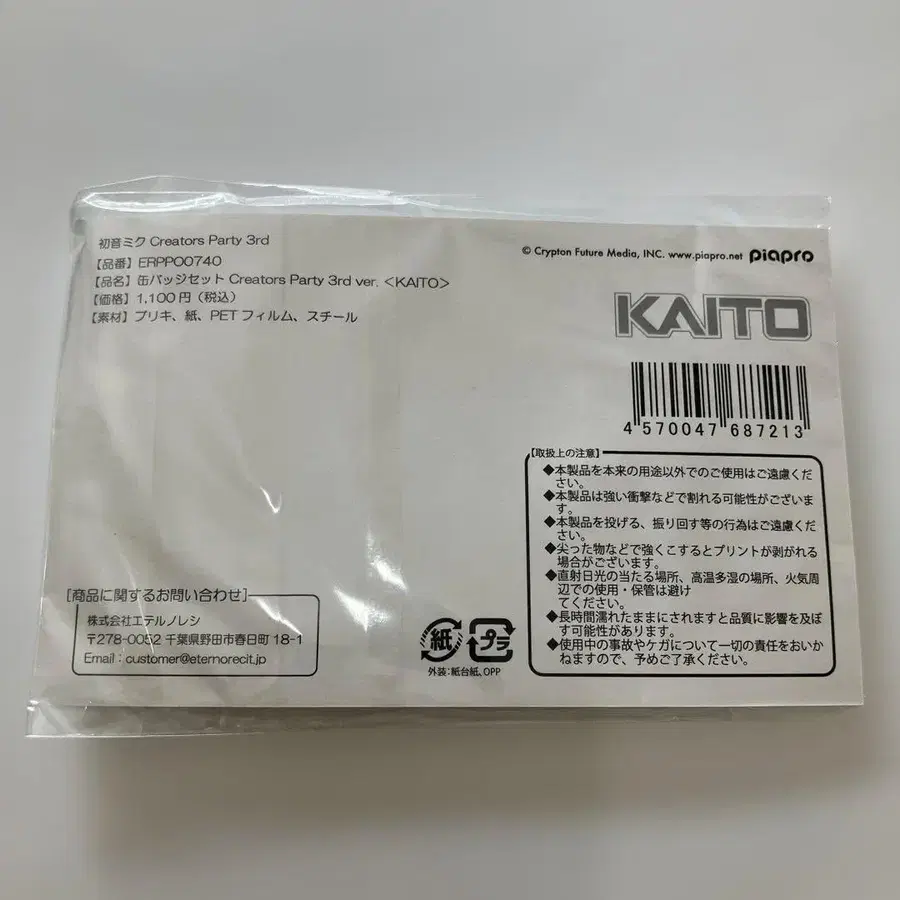 初音ミク Creators Party 3rd
【品番】ERPPO0740
【品名】缶バッジセット Creators Party 3rd ver.＜KAITO＞
【価格】1,100円（税込）
【素材】ブリキ、紙、PETフィルム、スチール
© Crypton Future Media, INC. www.piapro.net piapro
KAITO
4 570047 687213
【取扱上の注意】
◆本製品を本来の用途以外でのご使用はご遠慮くだ
さい。
◆本製品は強い衝撃などで割れる可能性がございま
す。
◆本製品を投げる、振り回す等の行為はご遠慮くだ
さい。
◆尖った物などで強くこするとプリントが剥がれる
場合がございます。
◆直射日光の当たる場所、高温多湿の場所、火気周
辺での使用・保管は避け
てください。
◆長時間濡れたままにされますと品質に影響を及ぼ
す可能性があります。
◆使用中の事故やケガについて一切の責任をおいか
ねますので、予めご了承ください。
[商品に関するお問い合わせ]
株式会社エテルノレシ
〒278-0052 千葉県野田市春日町 18-1
Email：customer@eternorecit.jp
紙 プラ
外装：紙台紙、OPP